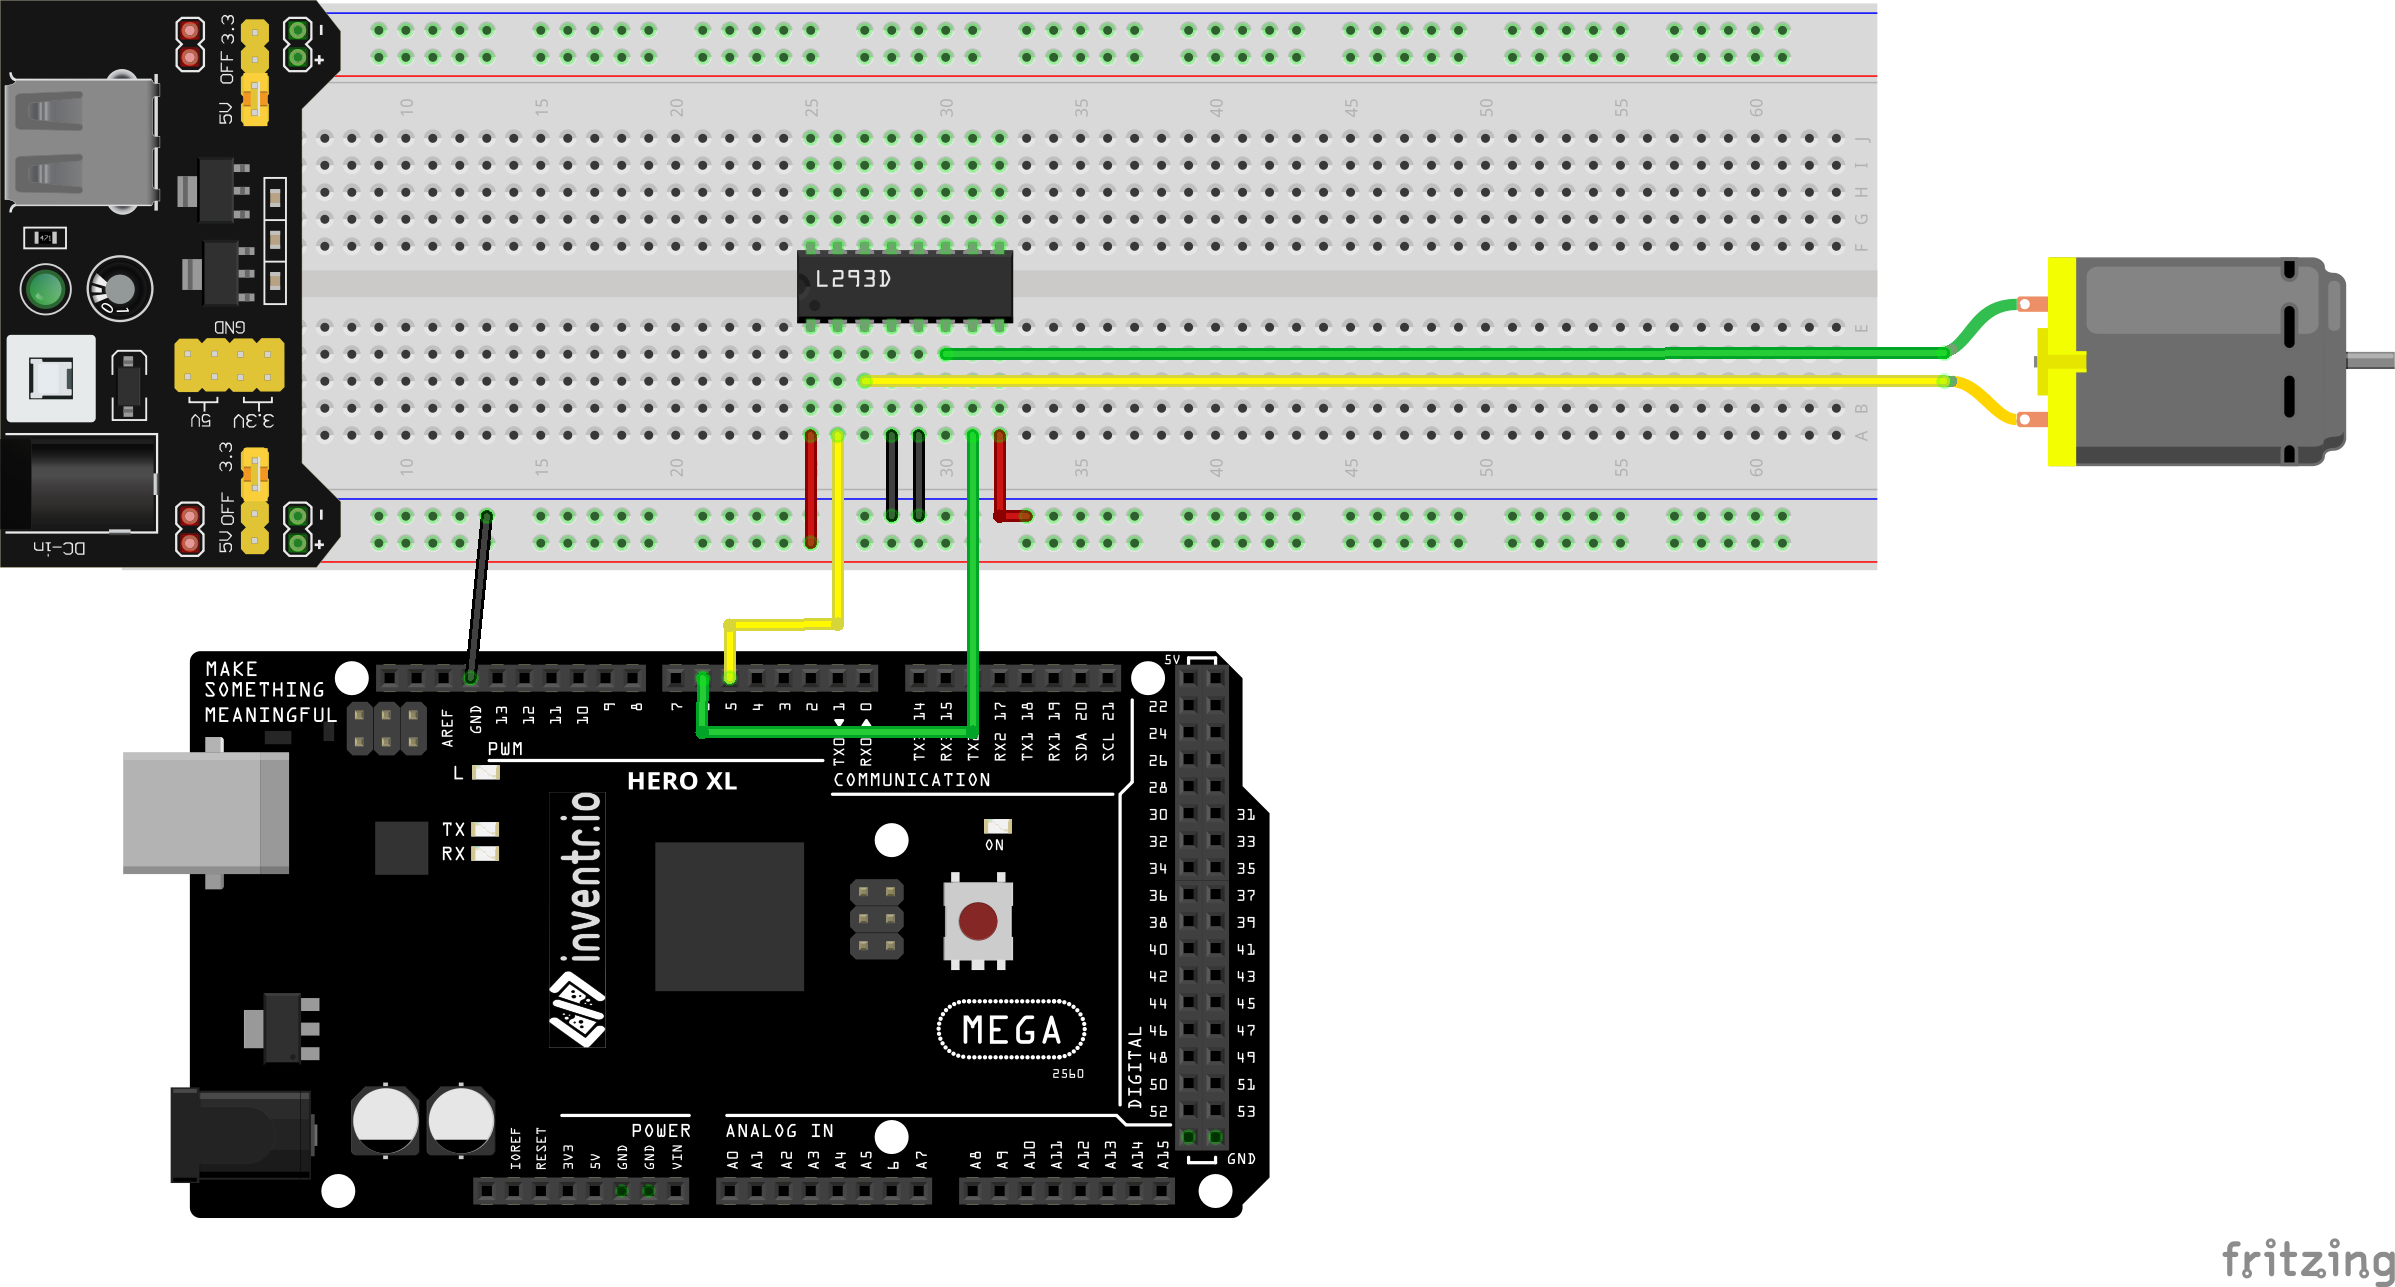 3.3
OFF
5V
-
+
10 15 20 25 30 35 40 45 50 55 60
J
I
H
G
F
L293D
471
0 1
GND
5V 3.3V
E
B
A
10 15 20 30 35 40 45 50 55 60
3.3
OFF
5V
-
+
DC-in
MAKE
SOMETHING
MEANINGFUL
AREF GND 13 12 11 10 9 8 7 5 4 3 2 1 0
TX0 RX0
14 15 RX2 17 TX1 18 RX1 19 SDA 20 SCL 21
5V
PWM
L
HERO XL
COMMUNICATION
TX
RX
inventr.io
ON
22
24
26
28
30 31
32 33
34 35
36 37
38 39
40 41
42 43
44 45
46 47
48 49
50 51
52 53
GND
DIGITAL
MEGA
2560
POWER
ANALOG IN
IOREF RESET 3V3 5V GND GND VIN
A0 A1 A2 A3 A4 A5 A7 A8 A9 A10 A11 A12 A13 A14 A15
fritzing